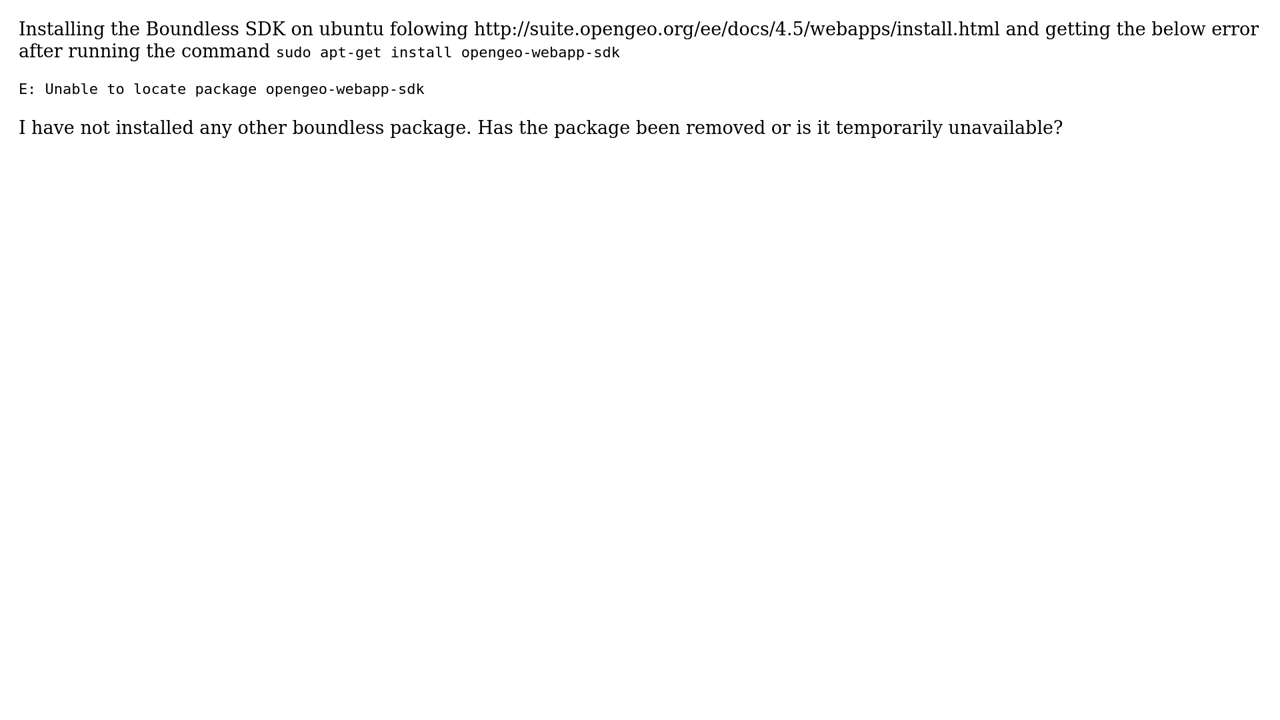 Installing the Boundless SDK on ubuntu folowing http://suite.opengeo.org/ee/docs/4.5/webapps/install.html and getting the below error
after running the command sudo apt-get install opengeo-webapp-sdk
E: Unable to locate package opengeo-webapp-sdk
I have not installed any other boundless package. Has the package been removed or is it temporarily unavailable?